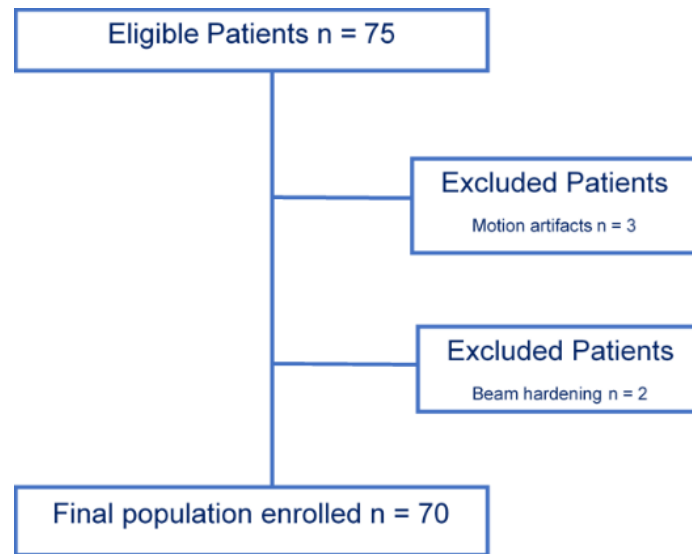 Eligible Patients n = 75
Excluded Patients
Motion artifacts n = 3
Excluded Patients
Beam hardening n = 2
Final population enrolled n = 70